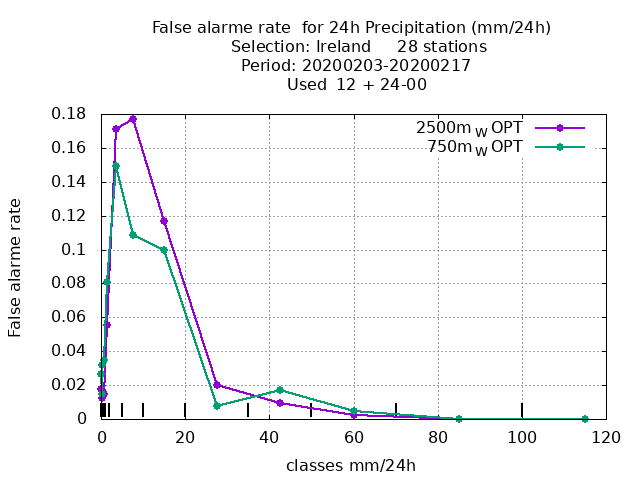 False alarme rate  for 24h Precipitation (mm/24h)
Selection: Ireland     28 stations
Period: 20200203-20200217
Used  12 + 24-00
2500m W OPT
750m W OPT
0.18
0.16
0.14
0.12
0.1
0.08
0.06
0.04
0.02
0
False alarme rate
0 20 40 60 80 100 120
classes mm/24h